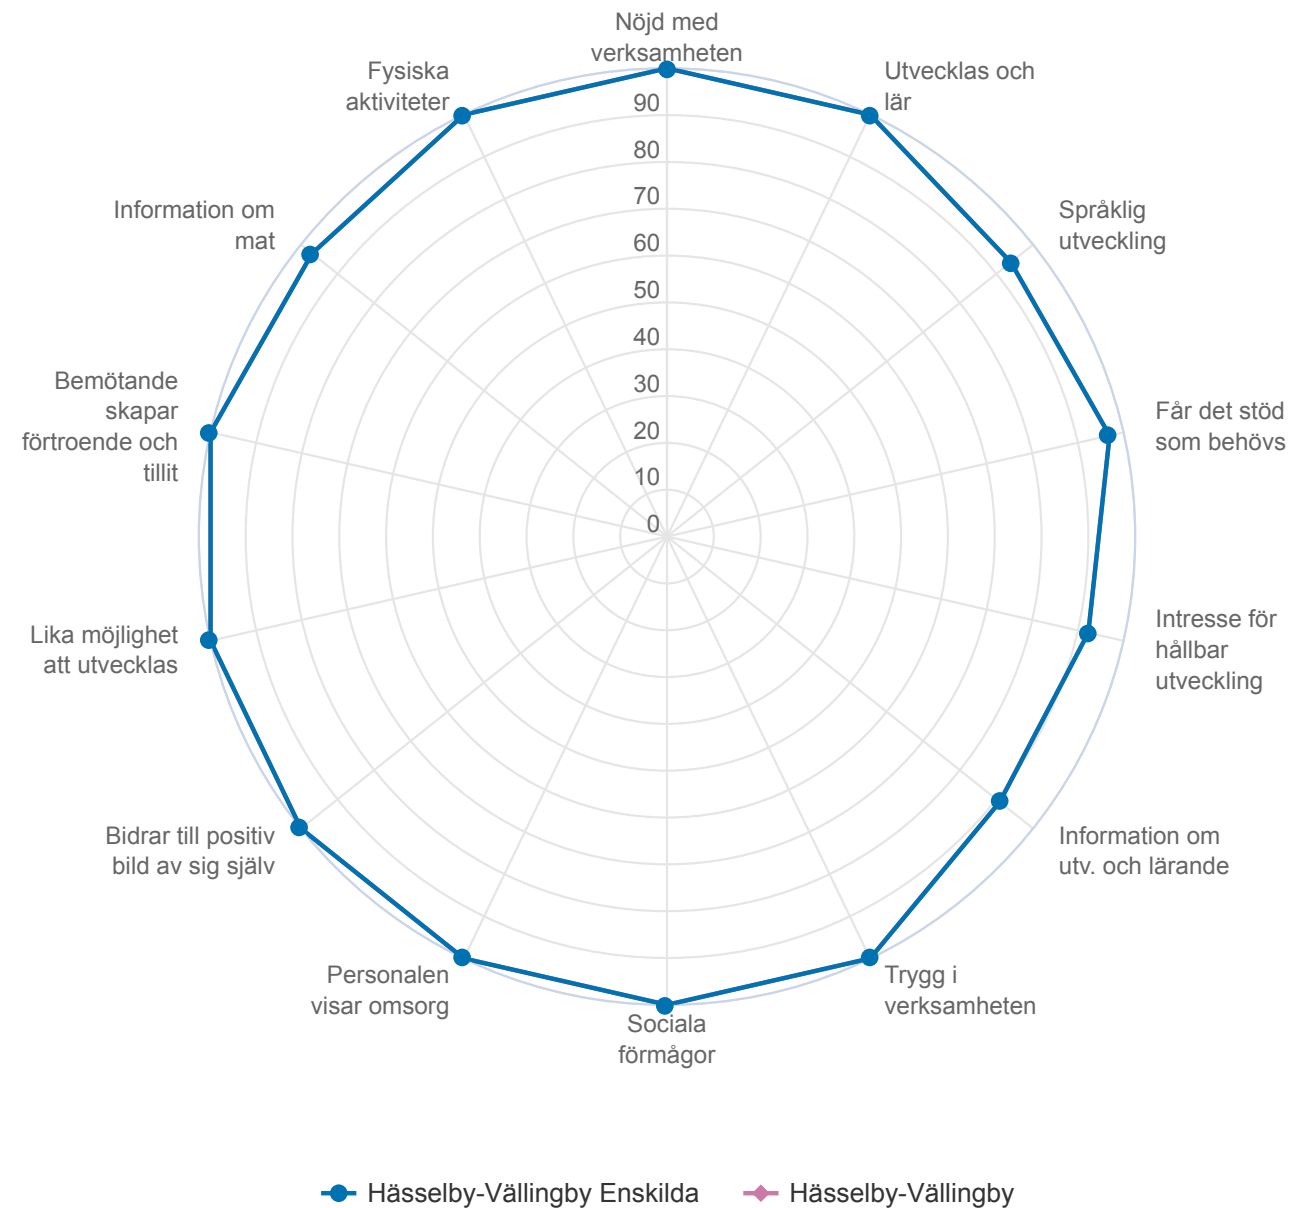 Nöjd med
verksamheten
Utvecklas och
lär
Språklig
utveckling
Får det stöd
som behövs
Intresse för
hållbar
utveckling
Information om
utv. och lärande
Trygg i
verksamheten
Sociala
förmågor
Personalen
visar omsorg
Bidrar till positiv
bild av sig själv
Lika möjlighet
att utvecklas
Bemötande
skapar
förtroende och
tillit
Information om
mat
Fysiska
aktiviteter
90
80
70
60
50
40
30
20
10
0
Hässelby-Vällingby Enskilda
Hässelby-Vällingby